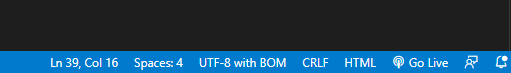 Ln 39, Col 16 Spaces: 4 UTF-8 with BOM CRLF HTML Go Live